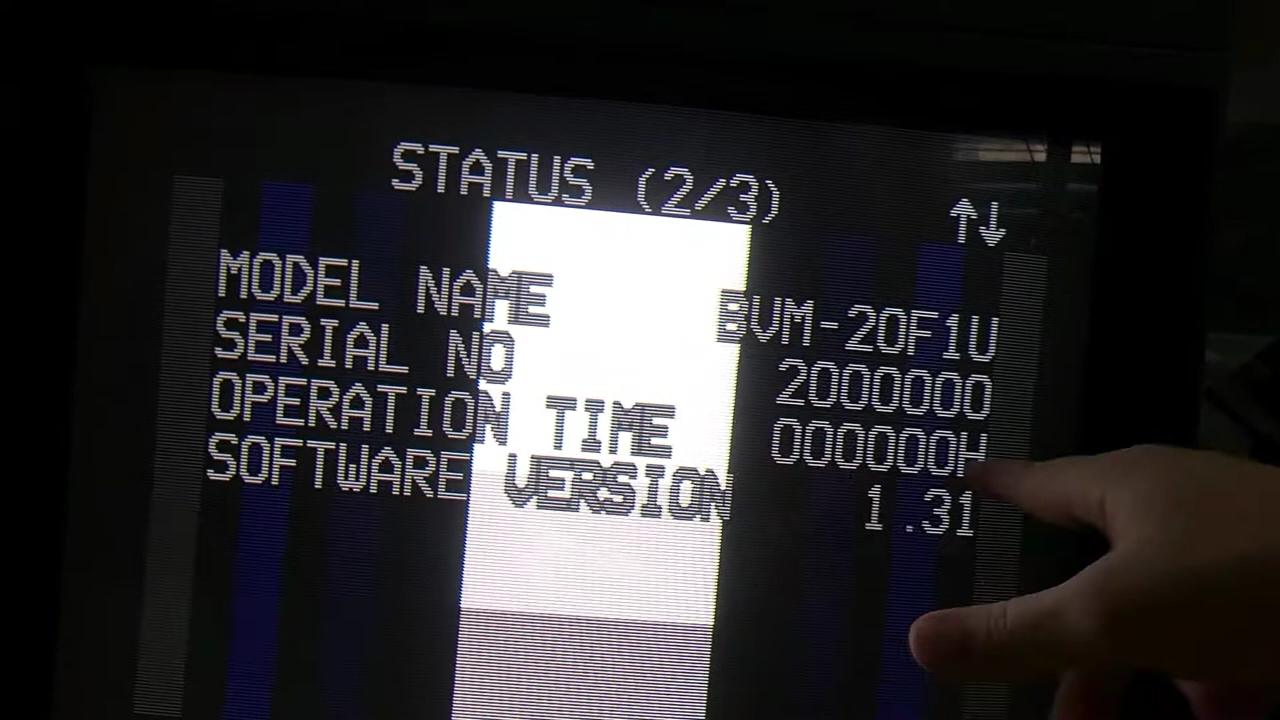 STATUS (2/3)
↑↓
MODEL NAME BVM-20F1U
SERIAL NO 2000000
OPERATION TIME 000000H
SOFTWARE VERSION 1.31